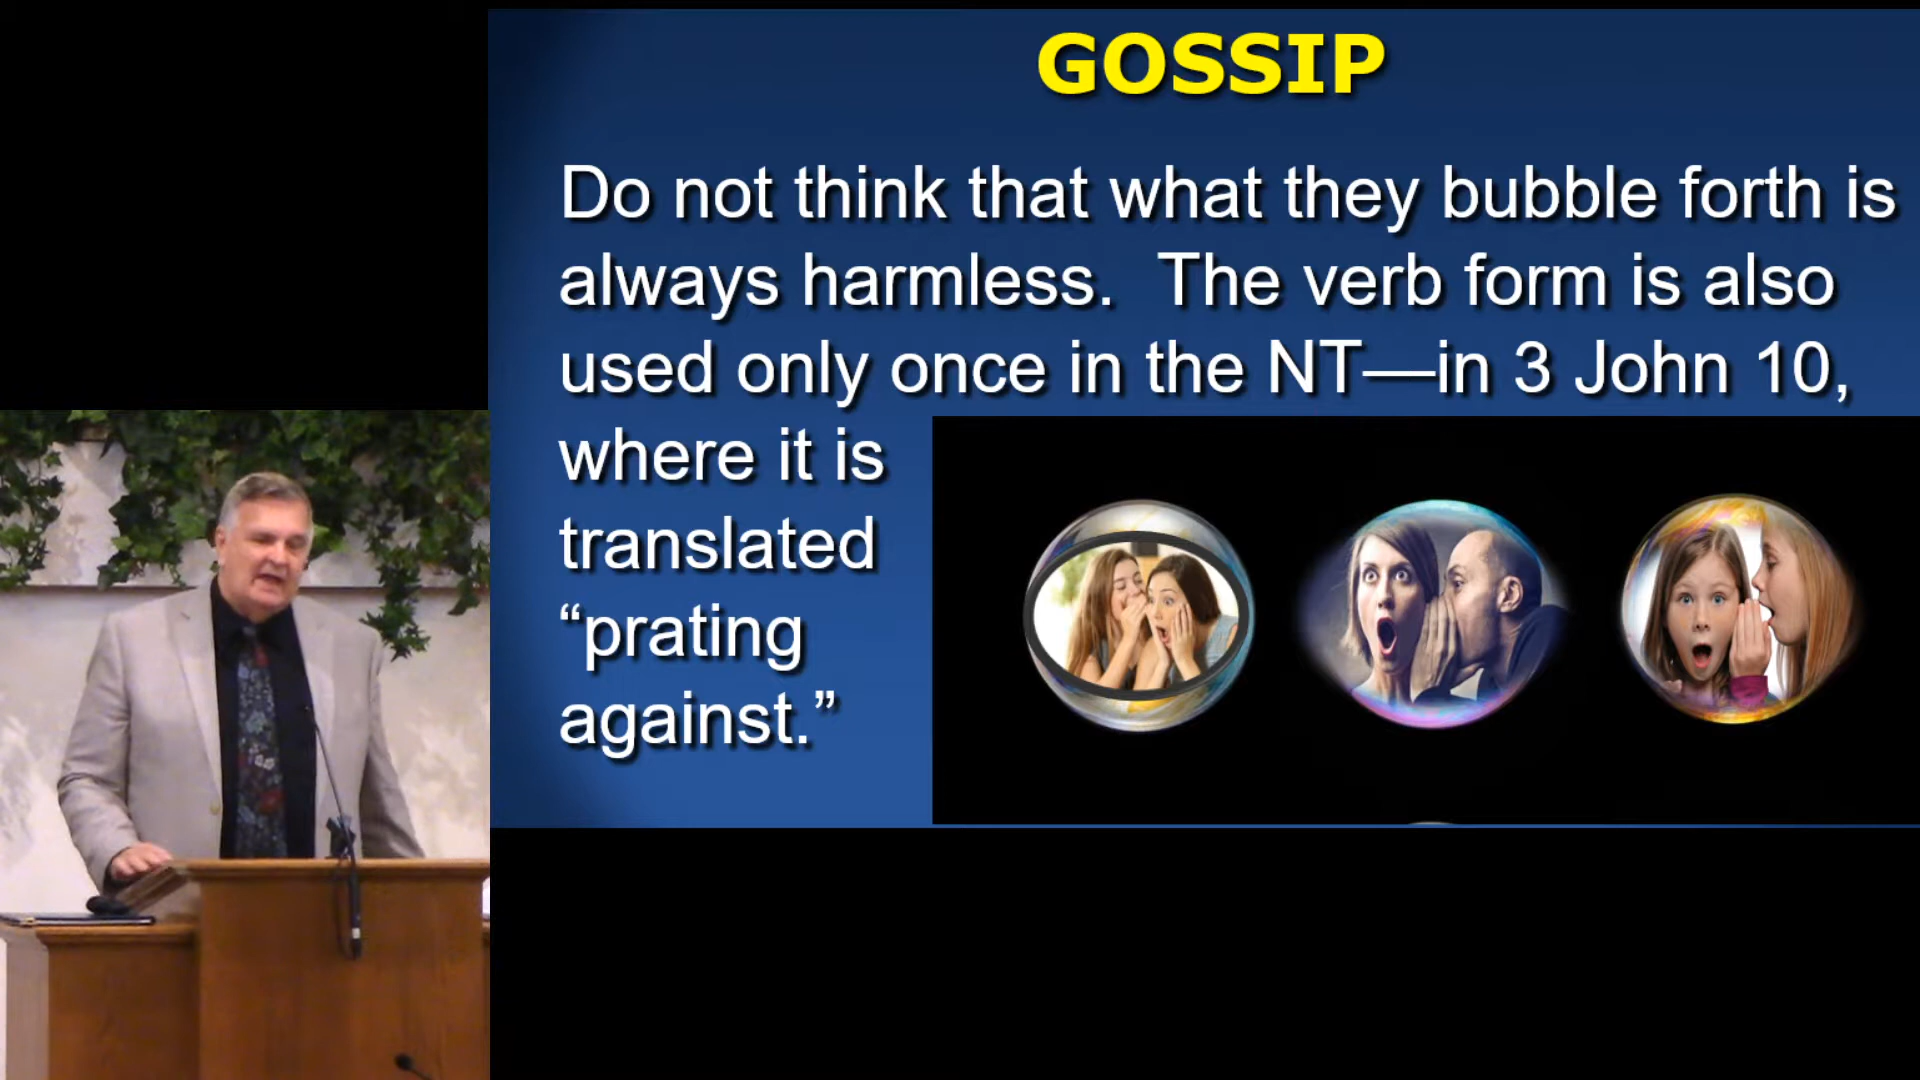 GOSSIP
Do not think that what they bubble forth is
always harmless.  The verb form is also
used only once in the NT—in 3 John 10,
where it is
translated
“prating
against.”